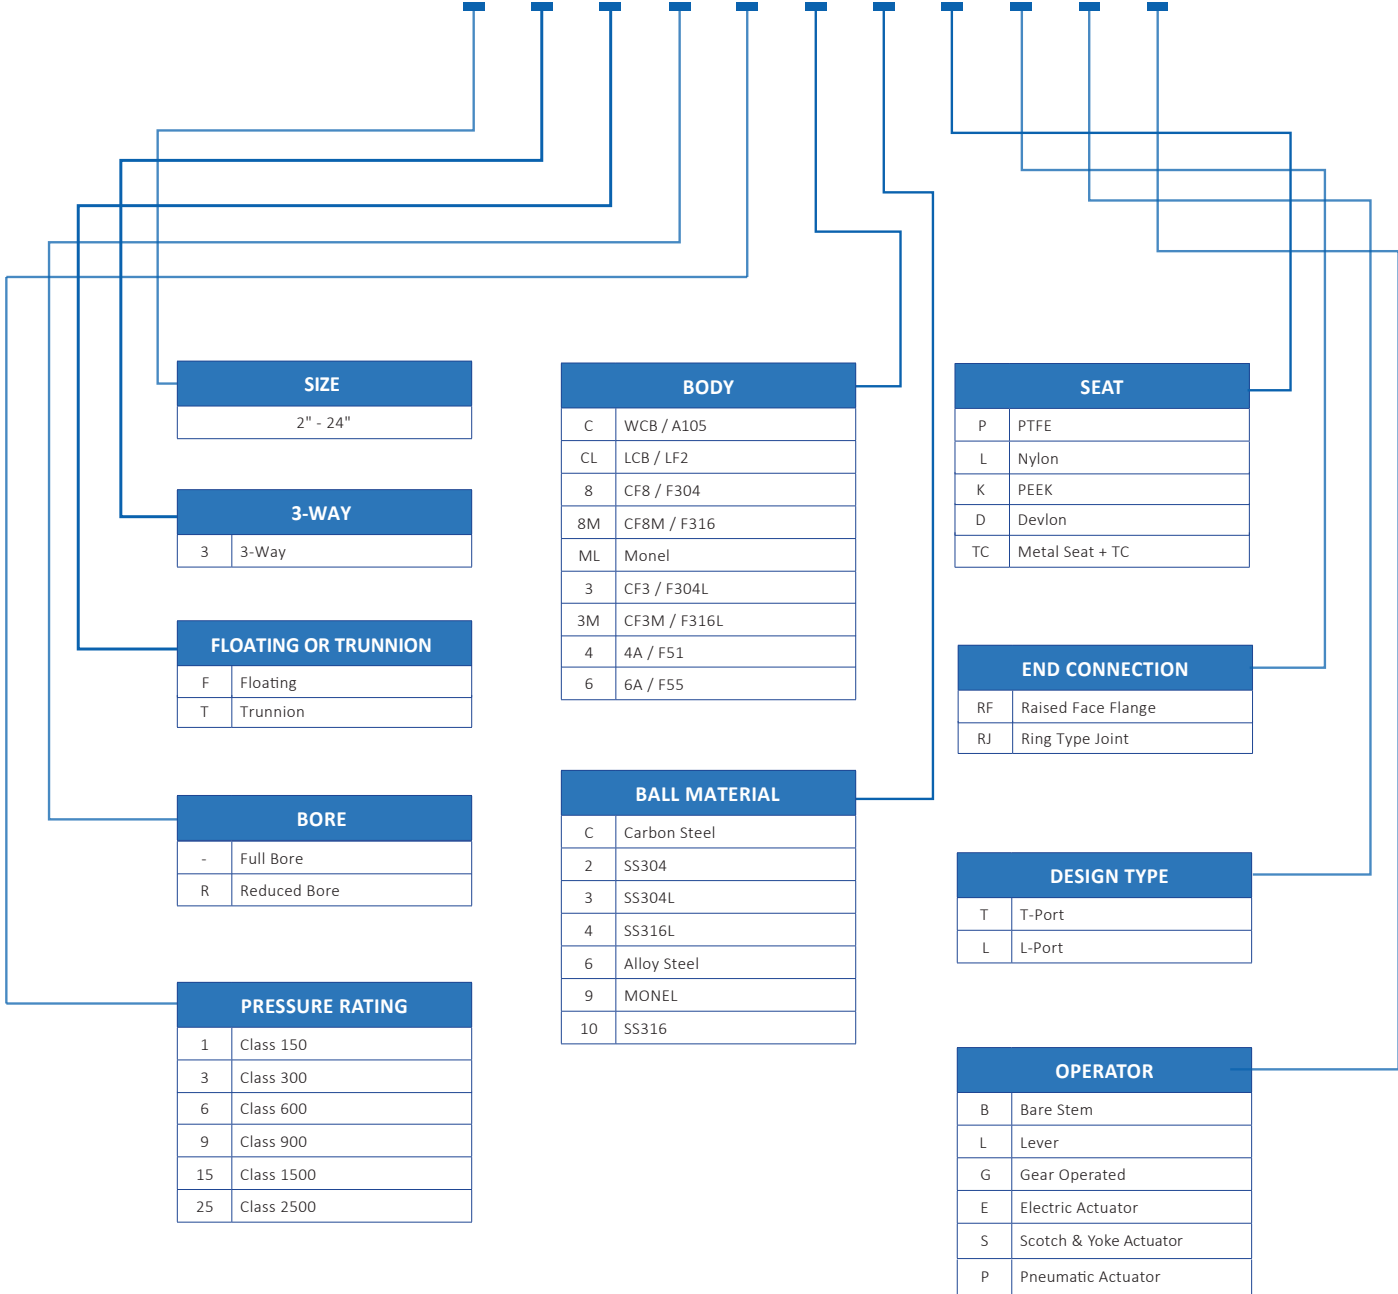 SIZE
2" - 24"
3-WAY
3 3-Way
FLOATING OR TRUNNION
F Floating
T Trunnion
BORE
- Full Bore
R Reduced Bore
PRESSURE RATING
1 Class 150
3 Class 300
6 Class 600
9 Class 900
15 Class 1500
25 Class 2500
BODY
C WCB / A105
CL LCB / LF2
8 CF8 / F304
8M CF8M / F316
ML Monel
3 CF3 / F304L
3M CF3M / F316L
4 4A / F51
6 6A / F55
BALL MATERIAL
C Carbon Steel
2 SS304
3 SS304L
4 SS316L
6 Alloy Steel
9 MONEL
10 SS316
SEAT
P PTFE
L Nylon
K PEEK
D Devlon
TC Metal Seat + TC
END CONNECTION
RF Raised Face Flange
RJ Ring Type Joint
DESIGN TYPE
T T-Port
L L-Port
OPERATOR
B Bare Stem
L Lever
G Gear Operated
E Electric Actuator
S Scotch & Yoke Actuator
P Pneumatic Actuator